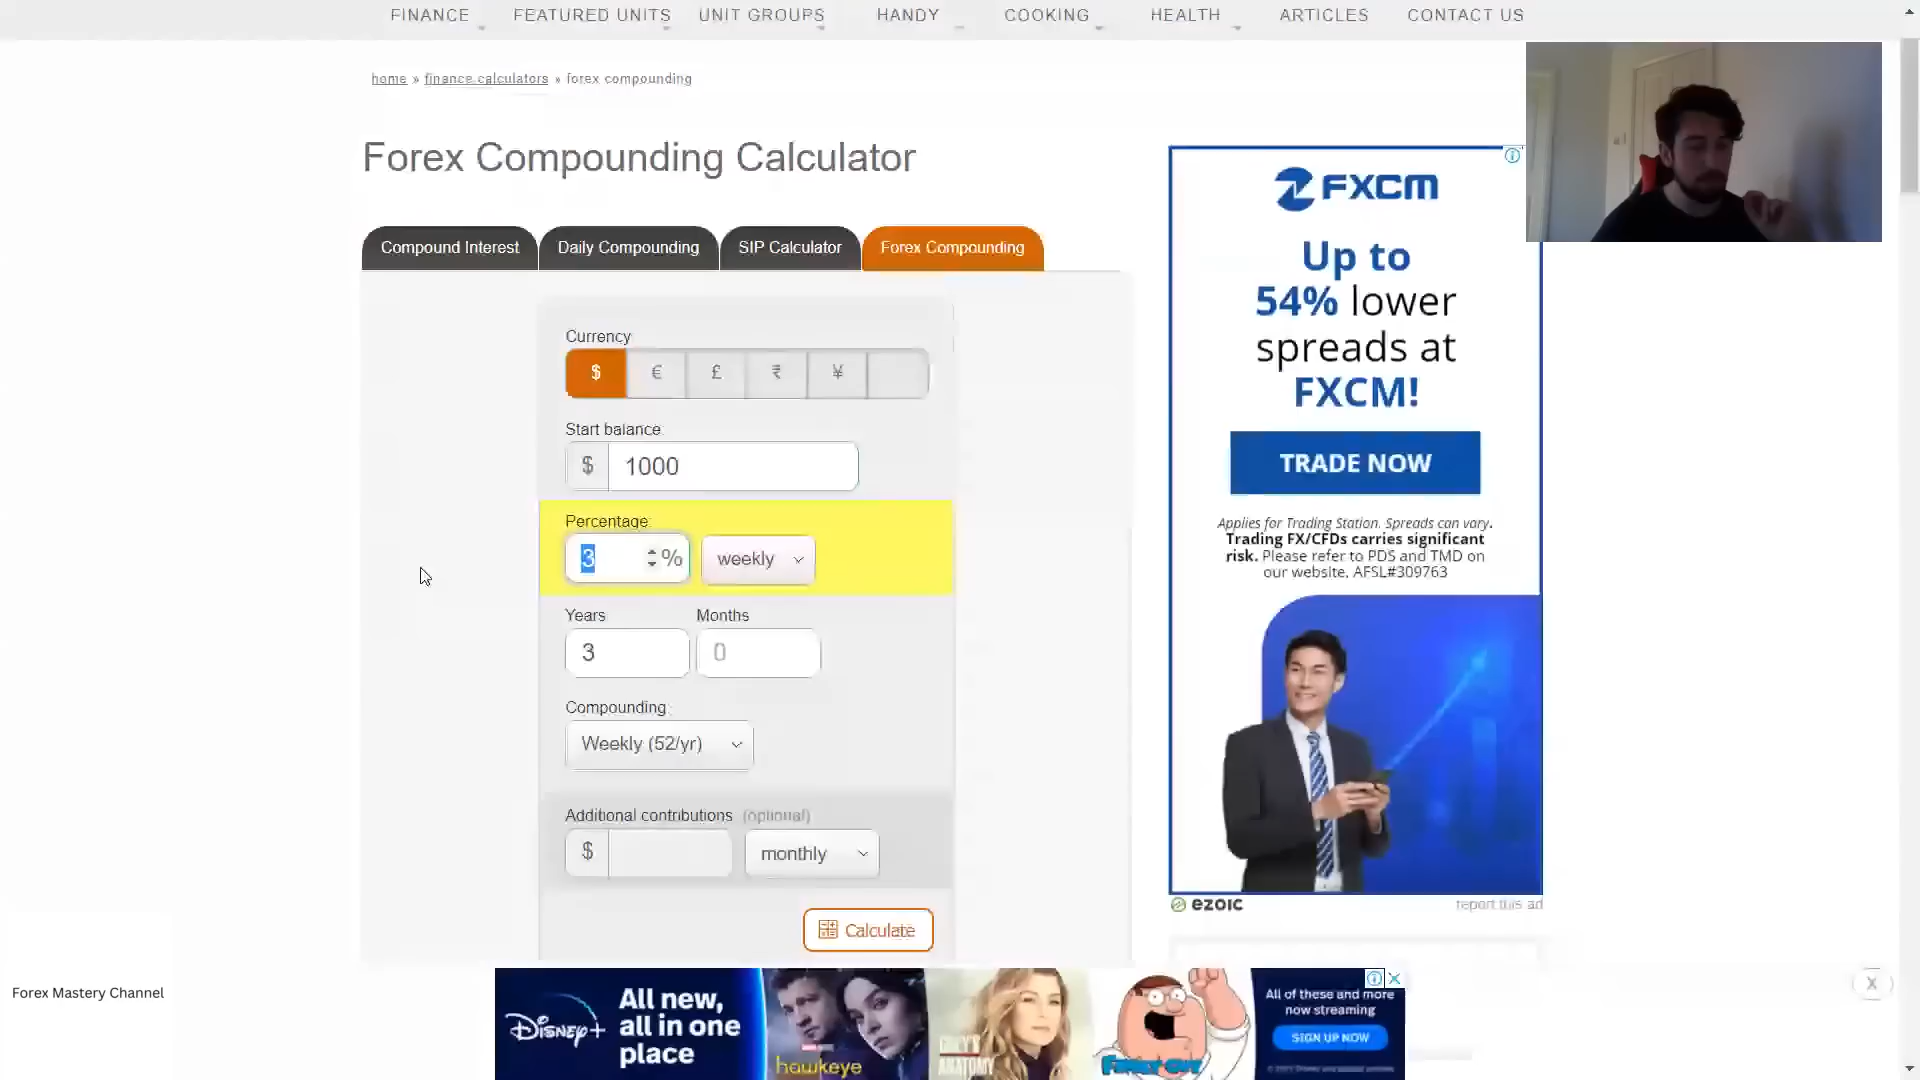 FINANCE FEATURED UNITS UNIT GROUPS HANDY COOKING HEALTH ARTICLES CONTACT US
home » finance calculators » forex compounding
Forex Compounding Calculator
Compound Interest
Daily Compounding
SIP Calculator
Forex Compounding
Currency
$ € £ ₹ ¥
Start balance
$ 1000
Percentage:
3 % weekly
Years Months
3 0
Compounding:
Weekly (52/yr)
Additional contributions (optional)
$ monthly
Calculate
FXCM
Up to
54% lower
spreads at
FXCM!
TRADE NOW
Applies for Trading Station. Spreads can vary.
Trading FX/CFDs carries significant
risk. Please refer to PDS and TMD on
our website, AFSL#309763
ezoic
report this ad
Forex Mastery Channel
X
Disney+
All new,
all in one
place
hawkeye
GREY'S
ANATOMY
FAMILY GUY
All of these and more
now streaming
SIGN UP NOW